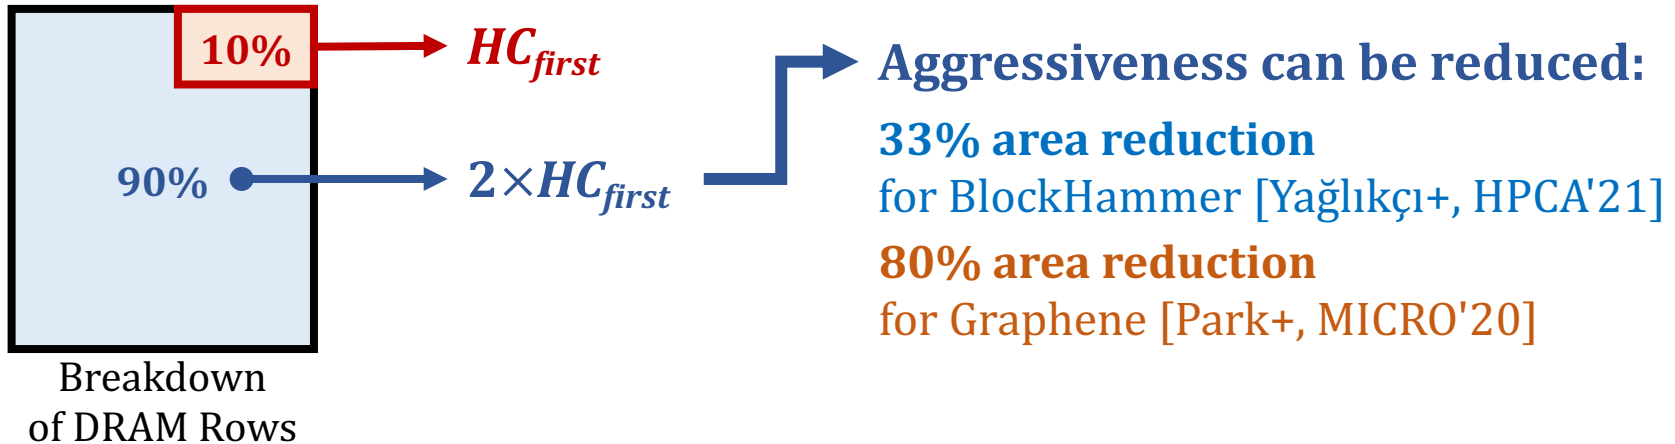 10%
HCfirst
90%
2×HCfirst
Breakdown
of DRAM Rows
Aggressiveness can be reduced:
33% area reduction
for BlockHammer [Yağlıkçı+, HPCA'21]
80% area reduction
for Graphene [Park+, MICRO'20]